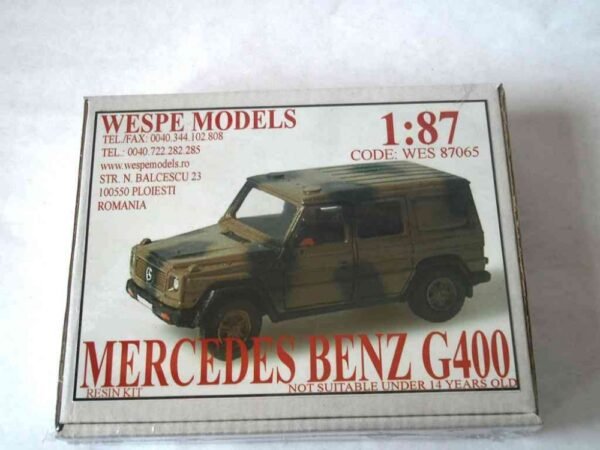 WESPE MODELS
TEL./FAX: 0040.344.102.808
TEL.: 0040.722.282.285
www.wespemodels.ro
STR. N. BALCESCU 23
100550 PLOIESTI
ROMANIA
1:87
CODE: WES 87065
MERCEDES BENZ G400
RESIN KIT
NOT SUITABLE UNDER 14 YEARS OLD